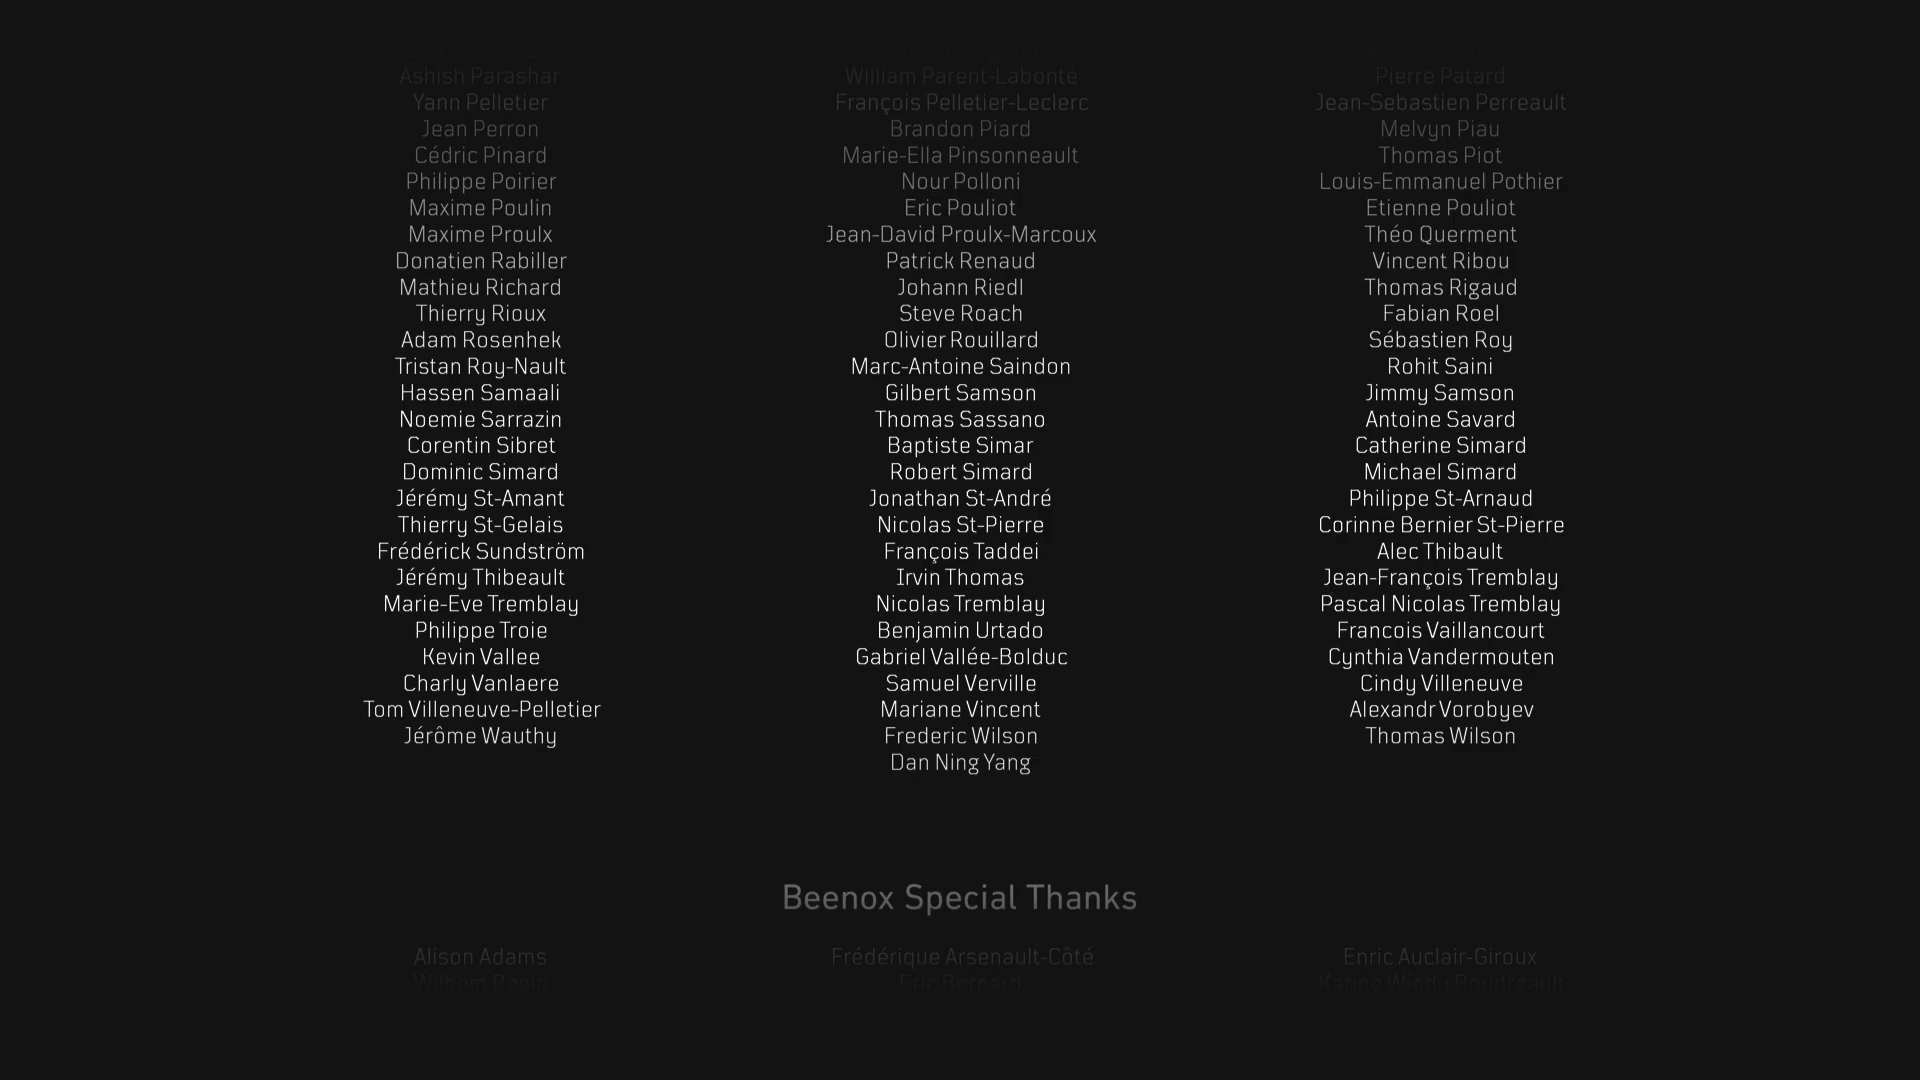 Ashish Parashar William Parent-Labonté Pierre Patard
Yann Pelletier François Pelletier-Leclerc Jean-Sebastien Perreault
Jean Perron Brandon Piard Melvyn Piau
Cédric Pinard Marie-Ella Pinsonneault Thomas Piot
Philippe Poirier Nour Polloni Louis-Emmanuel Pothier
Maxime Poulin Eric Pouliot Etienne Pouliot
Maxime Proulx Jean-David Proulx-Marcoux Théo Querment
Donatien Rabiller Patrick Renaud Vincent Ribou
Mathieu Richard Johann Riedl Thomas Rigaud
Thierry Rioux Steve Roach Fabian Roel
Adam Rosenhek Olivier Rouillard Sébastien Roy
Tristan Roy-Nault Marc-Antoine Saindon Rohit Saini
Hassen Samaali Gilbert Samson Jimmy Samson
Noemie Sarrazin Thomas Sassano Antoine Savard
Corentin Sibret Baptiste Simar Catherine Simard
Dominic Simard Robert Simard Michael Simard
Jérémy St-Amant Jonathan St-André Philippe St-Arnaud
Thierry St-Gelais Nicolas St-Pierre Corinne Bernier St-Pierre
Frédérick Sundström François Taddei Alec Thibault
Jérémy Thibeault Irvin Thomas Jean-François Tremblay
Marie-Eve Tremblay Nicolas Tremblay Pascal Nicolas Tremblay
Philippe Troie Benjamin Urtado Francois Vaillancourt
Kevin Vallee Gabriel Vallée-Bolduc Cynthia Vandermouten
Charly Vanlaere Samuel Verville Cindy Villeneuve
Tom Villeneuve-Pelletier Mariane Vincent Alexandr Vorobyev
Jérôme Wauthy Frederic Wilson Thomas Wilson
Dan Ning Yang
Beenox Special Thanks
Alison Adams Frédérique Arsenault-Côté Enric Auclair-Giroux
Wilhem Begie Eric Bernard Karine Windy Boudreault